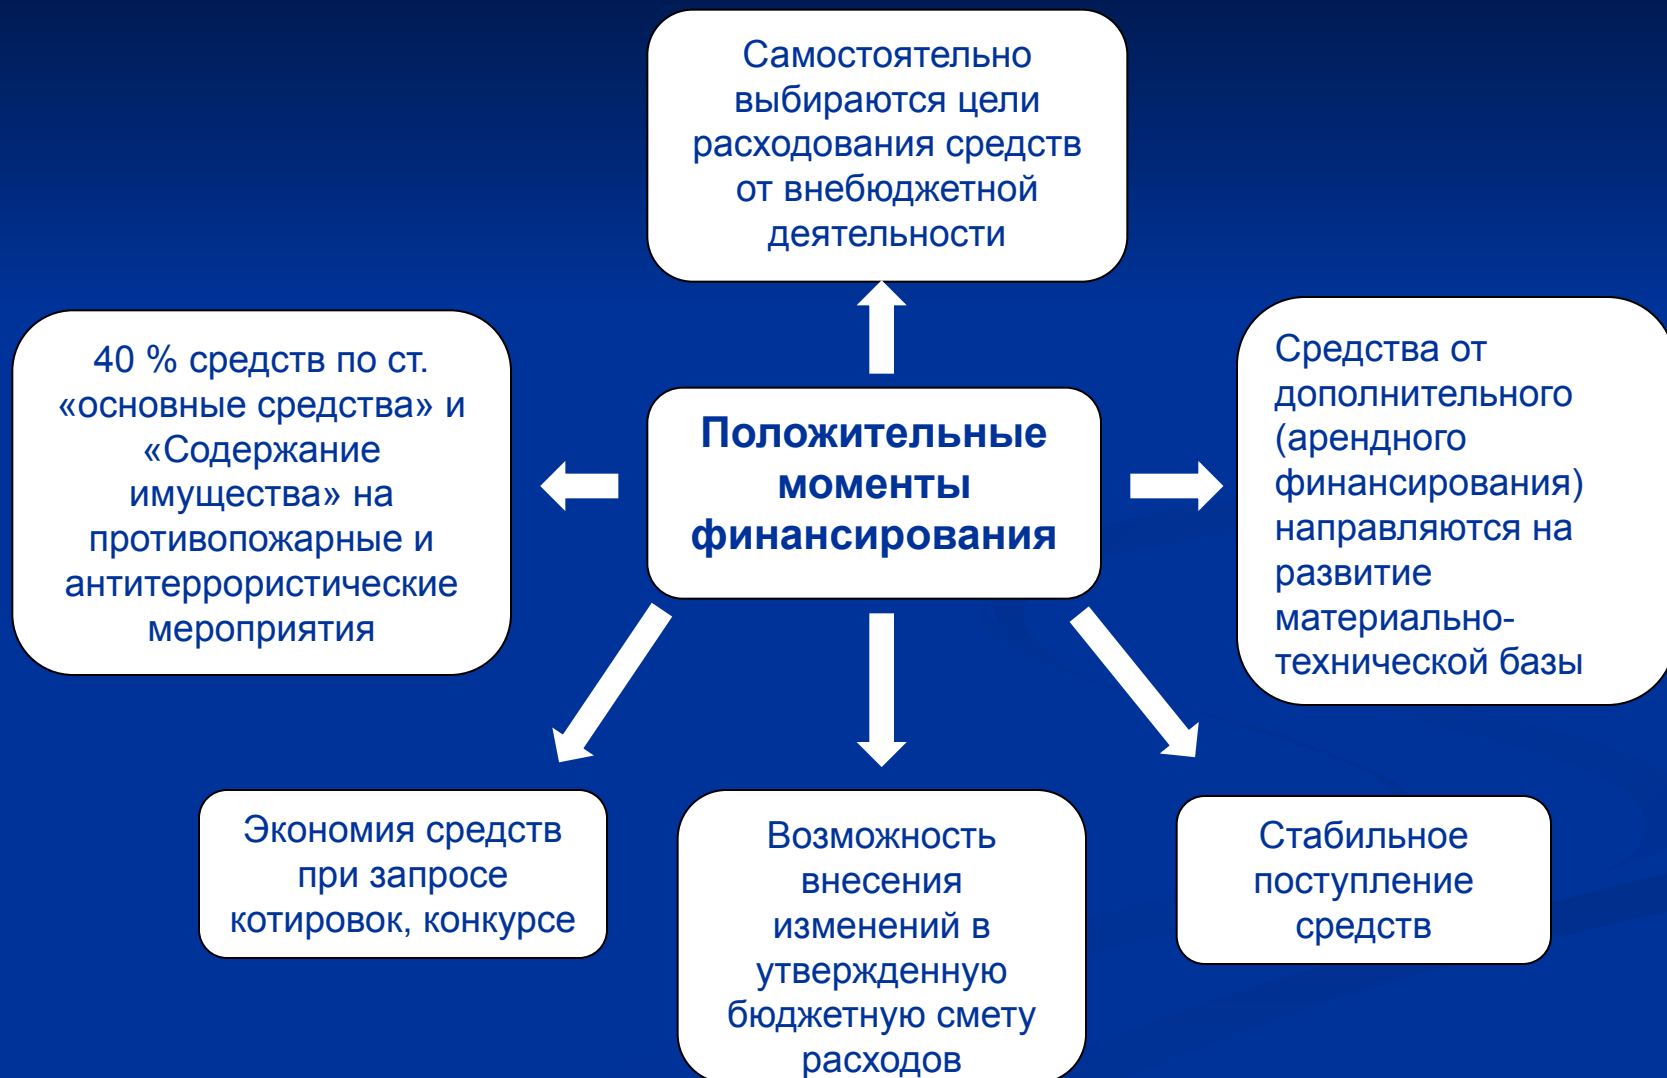 Самостоятельно
выбираются цели
расходования средств
от внебюджетной
деятельности
40 % средств по ст.
«основные средства» и
«Содержание
имущества» на
противопожарные и
антитеррористические
мероприятия
Положительные
моменты
финансирования
Средства от
дополнительного
(арендного
финансирования)
направляются на
развитие
материально-
технической базы
Экономия средств
при запросе
котировок, конкурсе
Возможность
внесения
изменений в
утвержденную
бюджетную смету
расходов
Стабильное
поступление
средств